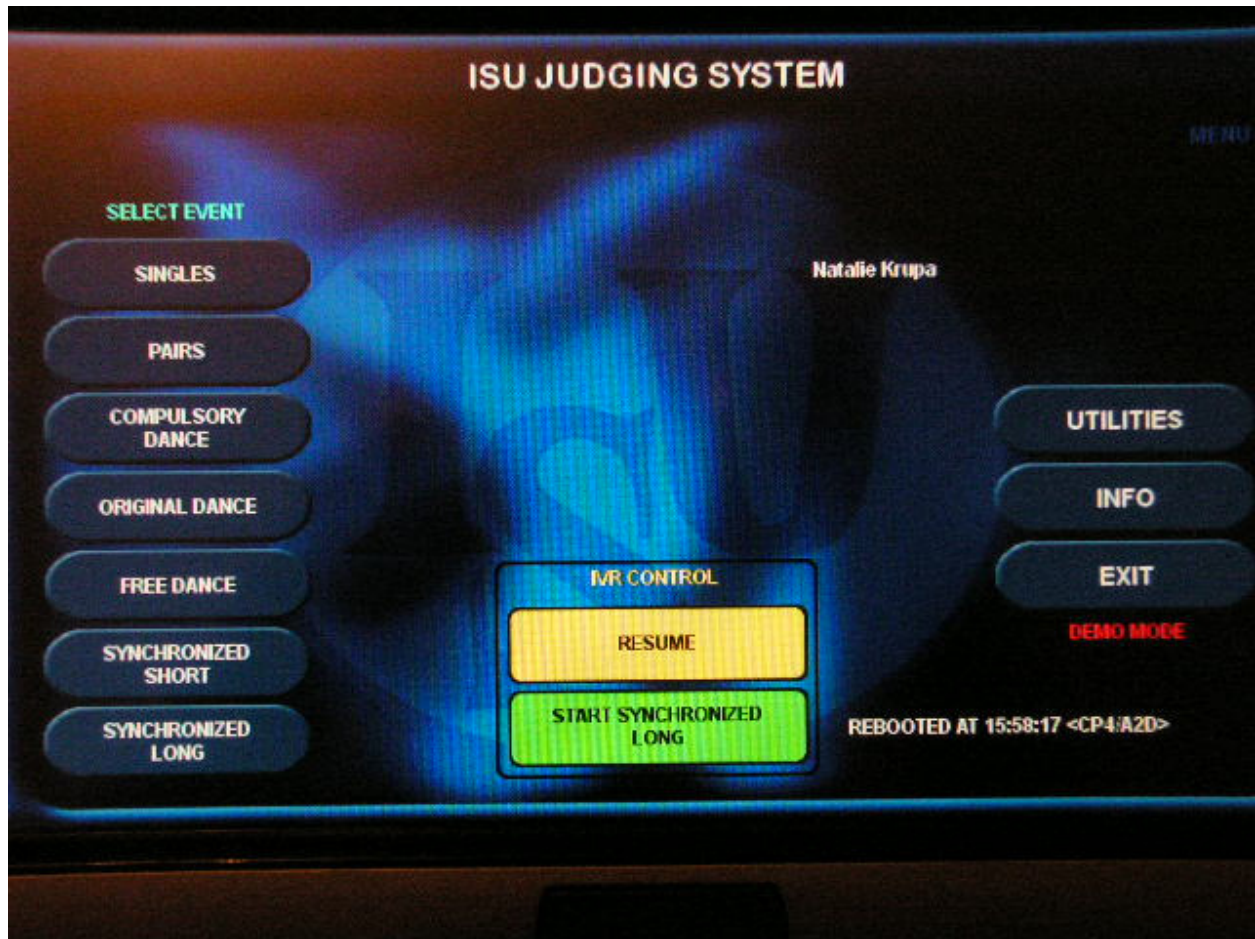 ISU JUDGING SYSTEM
MENU
SELECT EVENT
SINGLES
PAIRS
COMPULSORY
DANCE
ORIGINAL DANCE
FREE DANCE
SYNCHRONIZED
SHORT
SYNCHRONIZED
LONG
Natalie Krupa
IVR CONTROL
RESUME
START SYNCHRONIZED
LONG
UTILITIES
INFO
EXIT
DEMO MODE
REBOOTED AT 15:58:17 <CP4/A2D>